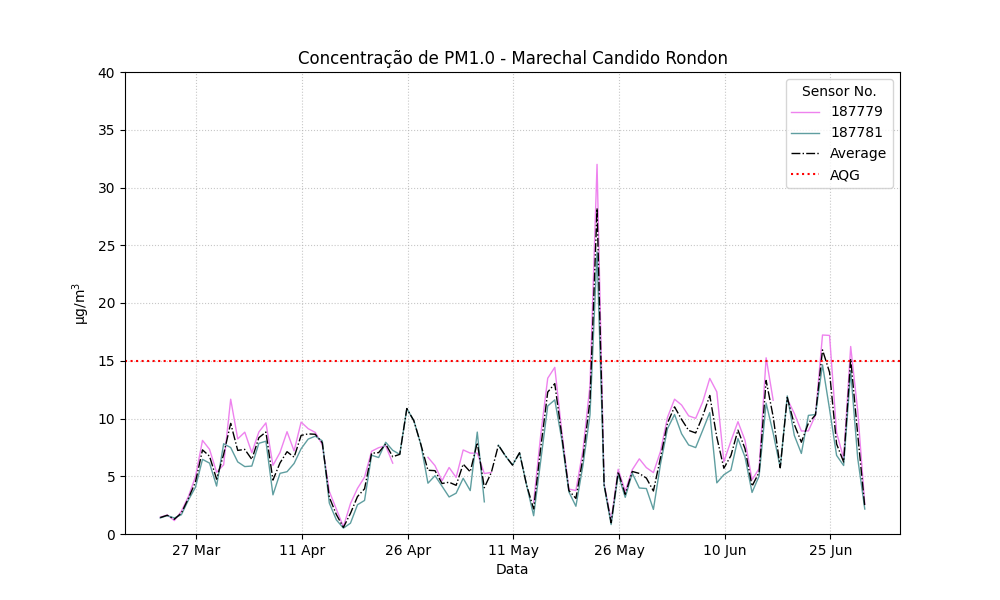 Concentração de PM1.0 - Marechal Candido Rondon
40
35
30
25
20
15
10
5
0
µg/m³
27 Mar
11 Apr
26 Apr
11 May
26 May
10 Jun
25 Jun
Data
Sensor No.
187779
187781
Average
AQG